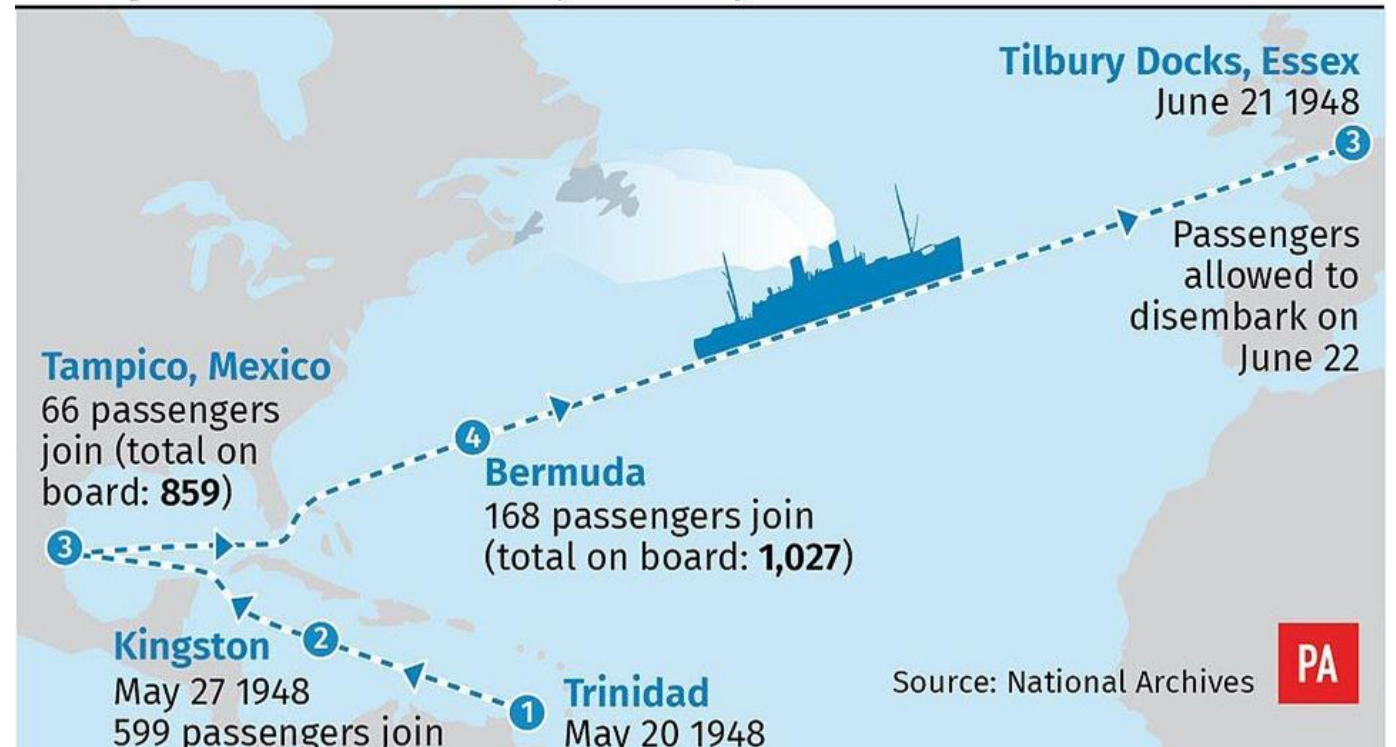 Tilbury Docks, Essex
June 21 1948
3
Passengers
allowed to
disembark on
June 22
Tampico, Mexico
66 passengers
join (total on
board: 859)
3
4
Bermuda
168 passengers join
(total on board: 1,027)
Kingston
May 27 1948
599 passengers join
2
1
Trinidad
May 20 1948
Source: National Archives
PA